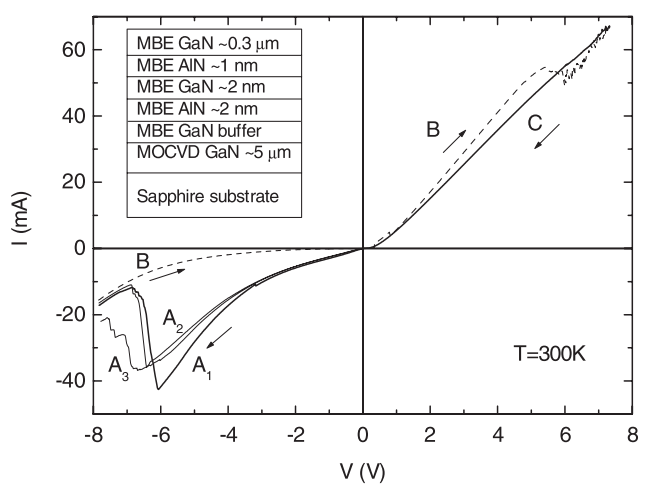 60
40
20
0
-20
-40
I (mA)
MBE GaN ~0.3 μm
MBE AlN ~1 nm
MBE GaN ~2 nm
MBE AlN ~2 nm
MBE GaN buffer
MOCVD GaN ~5 μm
Sapphire substrate
B
C
B
A2
A3
A1
T=300K
-8 -6 -4 -2 0 2 4 6 8
V (V)